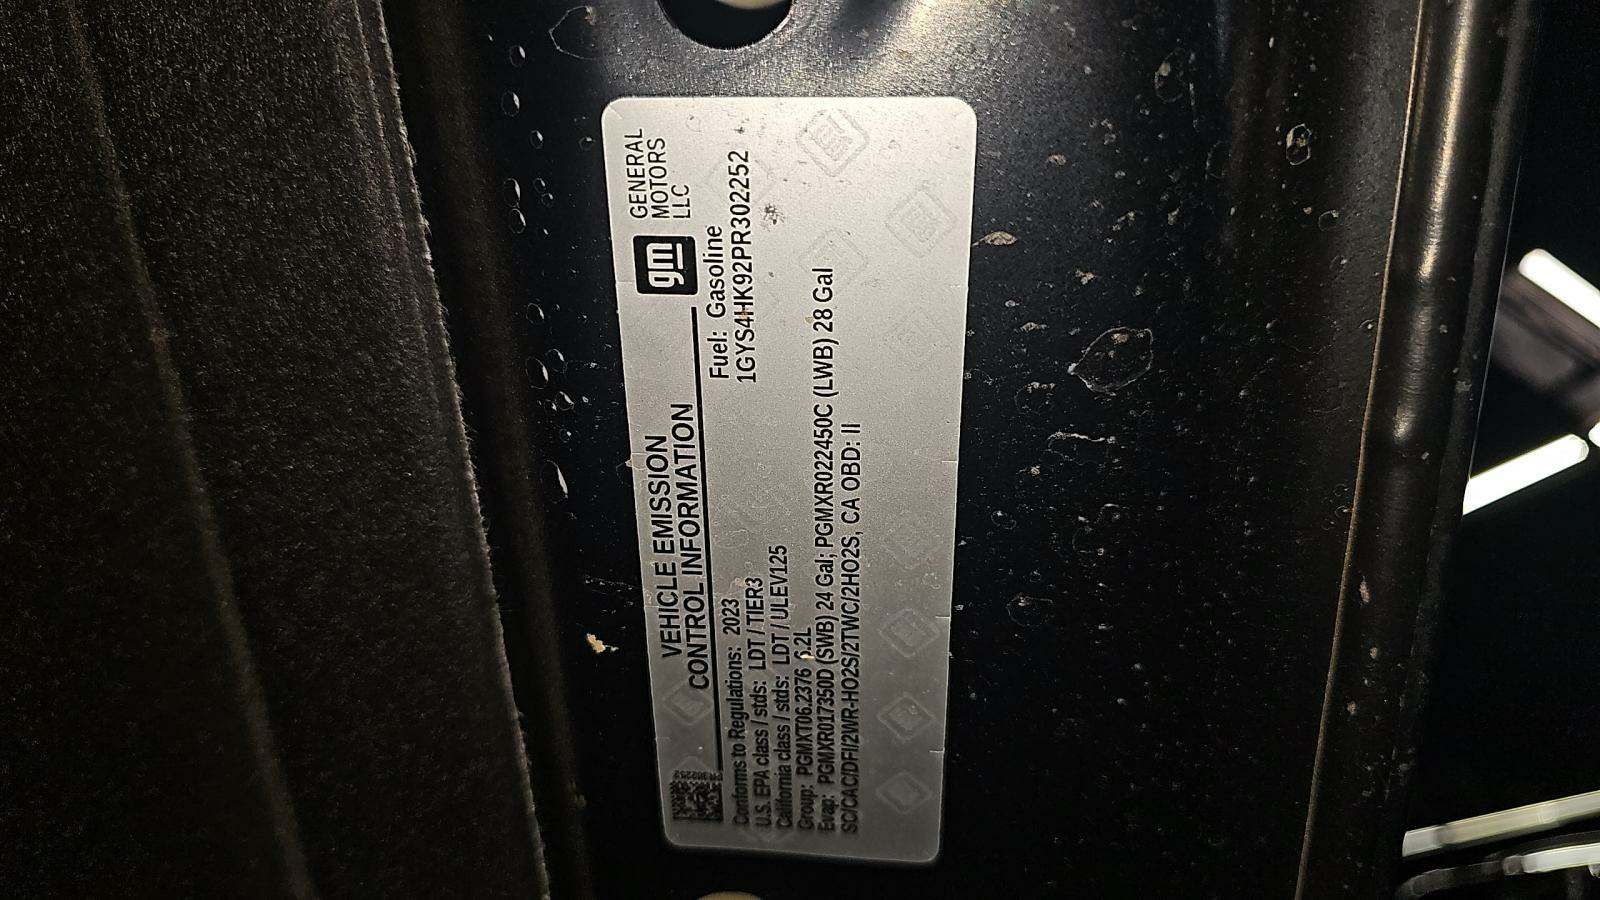 VEHICLE EMISSION
CONTROL INFORMATION
gm
GENERAL
MOTORS
LLC
Conforms to Regulations: 2023
Fuel: Gasoline
U.S. EPA class / stds: LDT / TIER3
1GYS4HK92PR302252
California class / stds: LDT / ULEV125
Group: PGMXT06.2376 6.2L
Evap: PGMXR017350D (SWB) 24 Gal; PGMXR022450C (LWB) 28 Gal
SC/CAC/DFI/2WR-HO2S/2TWC/2HO2S, CA OBD: II